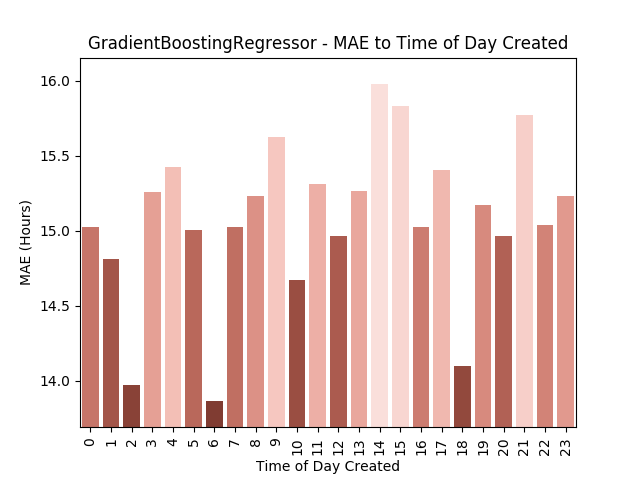 GradientBoostingRegressor - MAE to Time of Day Created
16.0
15.5
15.0
14.5
14.0
MAE (Hours)
0 1 2 3 4 5 6 7 8 9 10 11 12 13 14 15 16 17 18 19 20 21 22 23
Time of Day Created